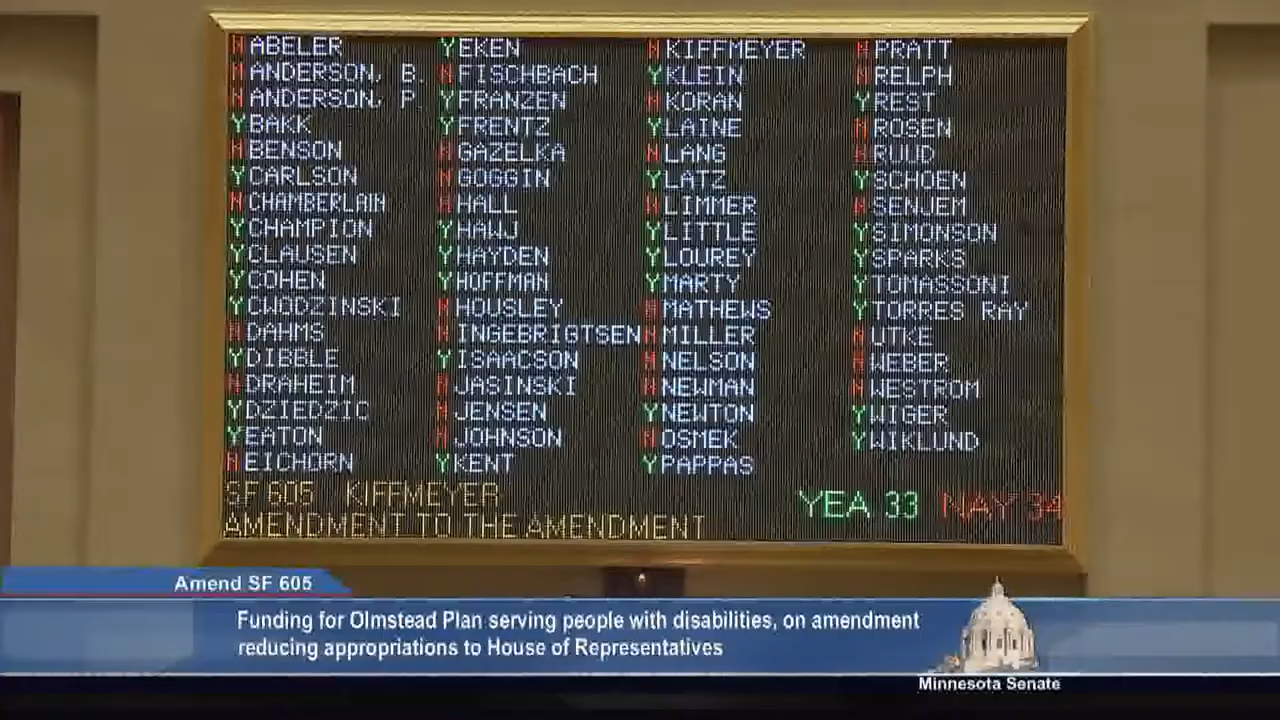 N ABELER Y EKEN N KIFFMEYER N PRATT
N ANDERSON, B. N FISCHBACH Y KLEIN N RELPH
N ANDERSON, P. Y FRANZEN N KORAN Y REST
Y BAKK Y FRENTZ Y LAINE N ROSEN
N BENSON N GAZELKA N LANG N RUUD
Y CARLSON N GOGGIN Y LATZ Y SCHOEN
N CHAMBERLAIN N HALL N LIMMER N SENJEM
Y CHAMPION Y HAWJ Y LITTLE Y SIMONSON
Y CLAUSEN Y HAYDEN Y LOUREY Y SPARKS
Y COHEN Y HOFFMAN Y MARTY Y TOMASSONI
Y CWODZINSKI N HOUSLEY N MATHEWS Y TORRES RAY
N DAHMS N INGEBRIGTSEN N MILLER N UTKE
Y DIBBLE Y ISAACSON N NELSON N WEBER
N DRAHEIM N JASINSKI N NEWMAN N WESTROM
Y DZIEDZIC N JENSEN Y NEWTON Y WIGER
Y EATON N JOHNSON N OSMEK Y WIKLUND
N EICHORN Y KENT Y PAPPAS
SF 605 KIFFMEYER YEA 33 NAY 34
AMENDMENT TO THE AMENDMENT
Amend SF 605
Funding for Olmstead Plan serving people with disabilities, on amendment
reducing appropriations to House of Representatives
Minnesota Senate